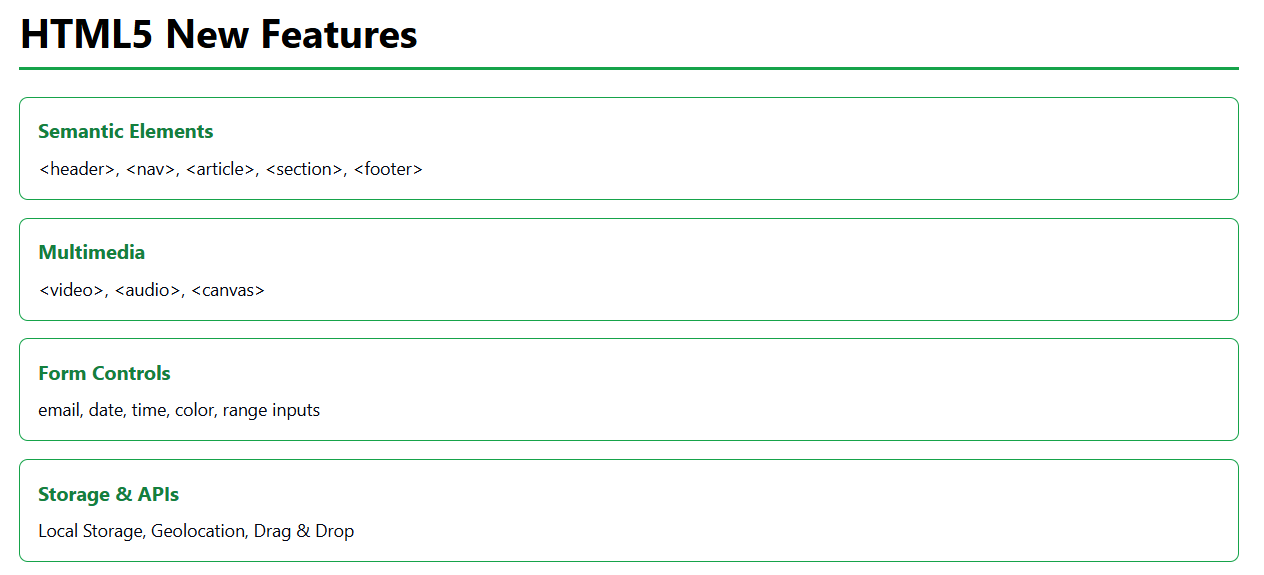 HTML5 New Features
Semantic Elements
<header>, <nav>, <article>, <section>, <footer>
Multimedia
<video>, <audio>, <canvas>
Form Controls
email, date, time, color, range inputs
Storage & APIs
Local Storage, Geolocation, Drag & Drop